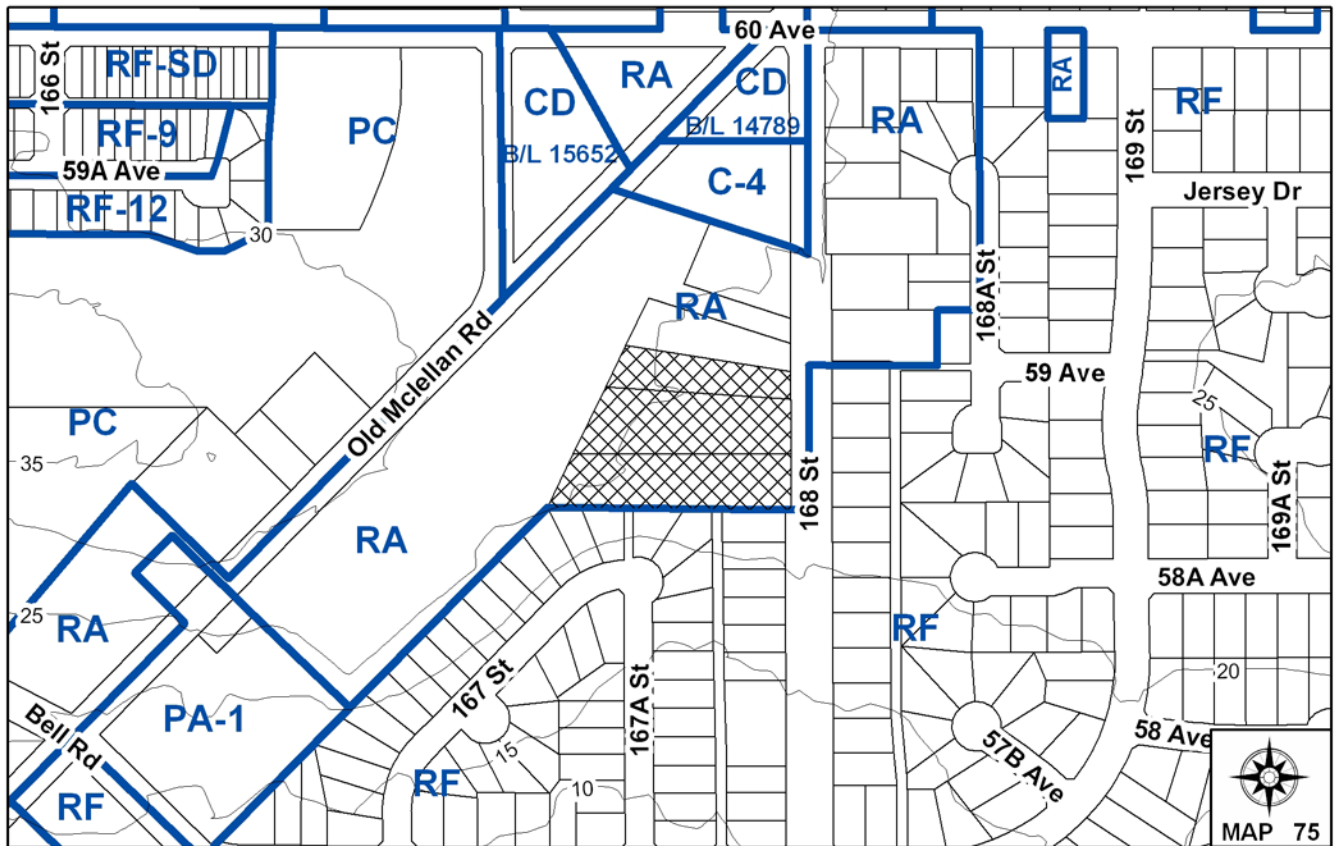 60 Ave
166 St
RF-SD
RA
RA
CD
CD
RF
RF-9
PC
B/L 14789
RA
169 St
B/L 15652
59A Ave
C-4
Jersey Dr
RF-12
30
168A St
RA
Old Mclellan Rd
59 Ave
25
PC
RF
35
168 St
169A St
RA
58A Ave
25
RA
RF
20
167 St
167A St
PA-1
Bell Rd
58 Ave
57B Ave
15
RF
10
RF
MAP 75